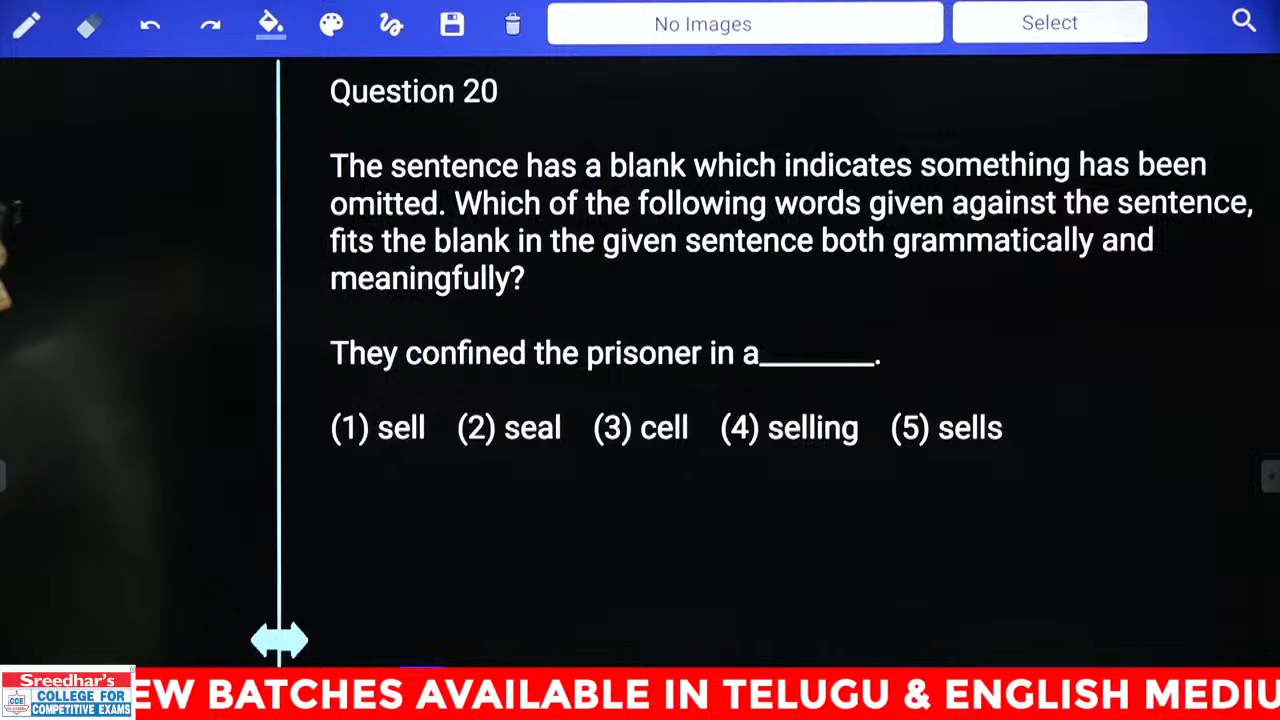 No Images
Select
Question 20
The sentence has a blank which indicates something has been
omitted. Which of the following words given against the sentence,
fits the blank in the given sentence both grammatically and
meaningfully?
They confined the prisoner in a_______.
(1) sell (2) seal (3) cell (4) selling (5) sells
Sreedhar's
CCE
COLLEGE FOR
COMPETITIVE EXAMS
EW BATCHES AVAILABLE IN TELUGU & ENGLISH MEDIU